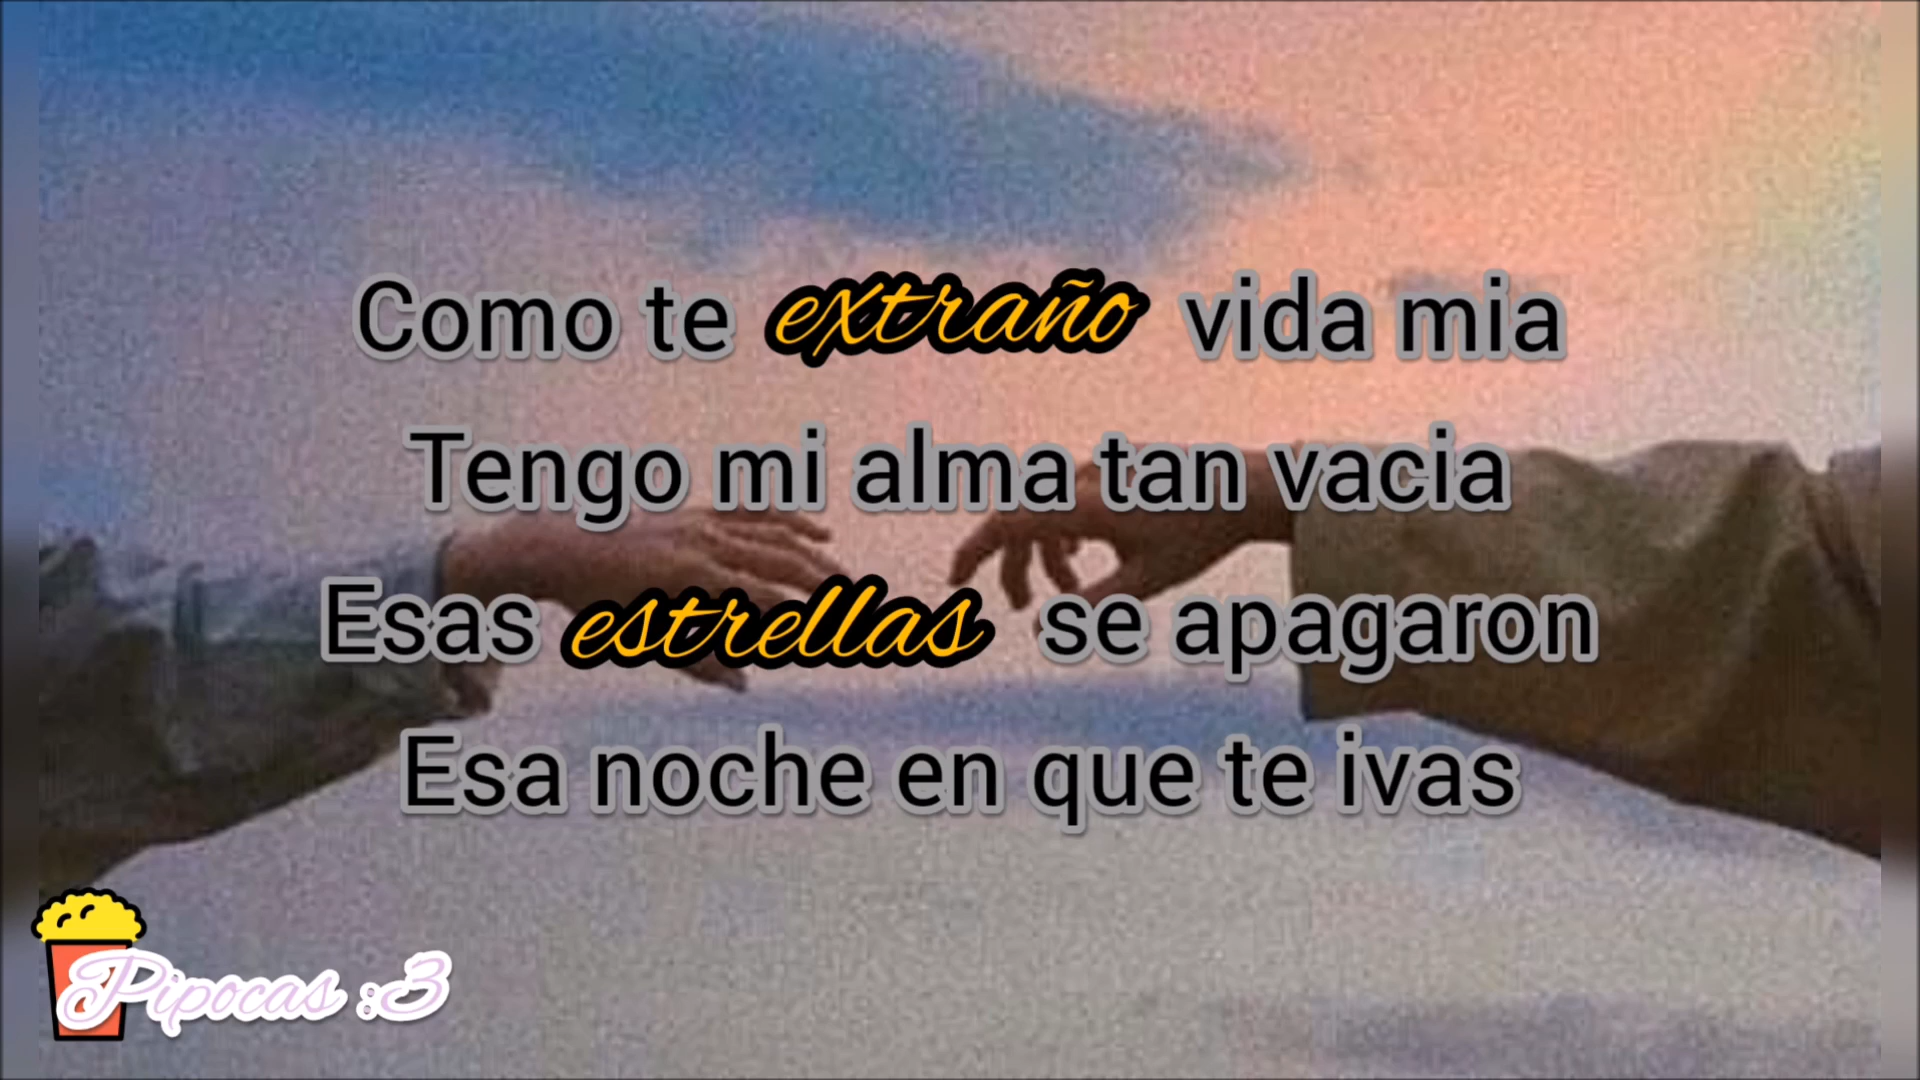 Como te extraño vida mia
Tengo mi alma tan vacia
Esas estrellas se apagaron
Esa noche en que te ivas
Pipocas :3